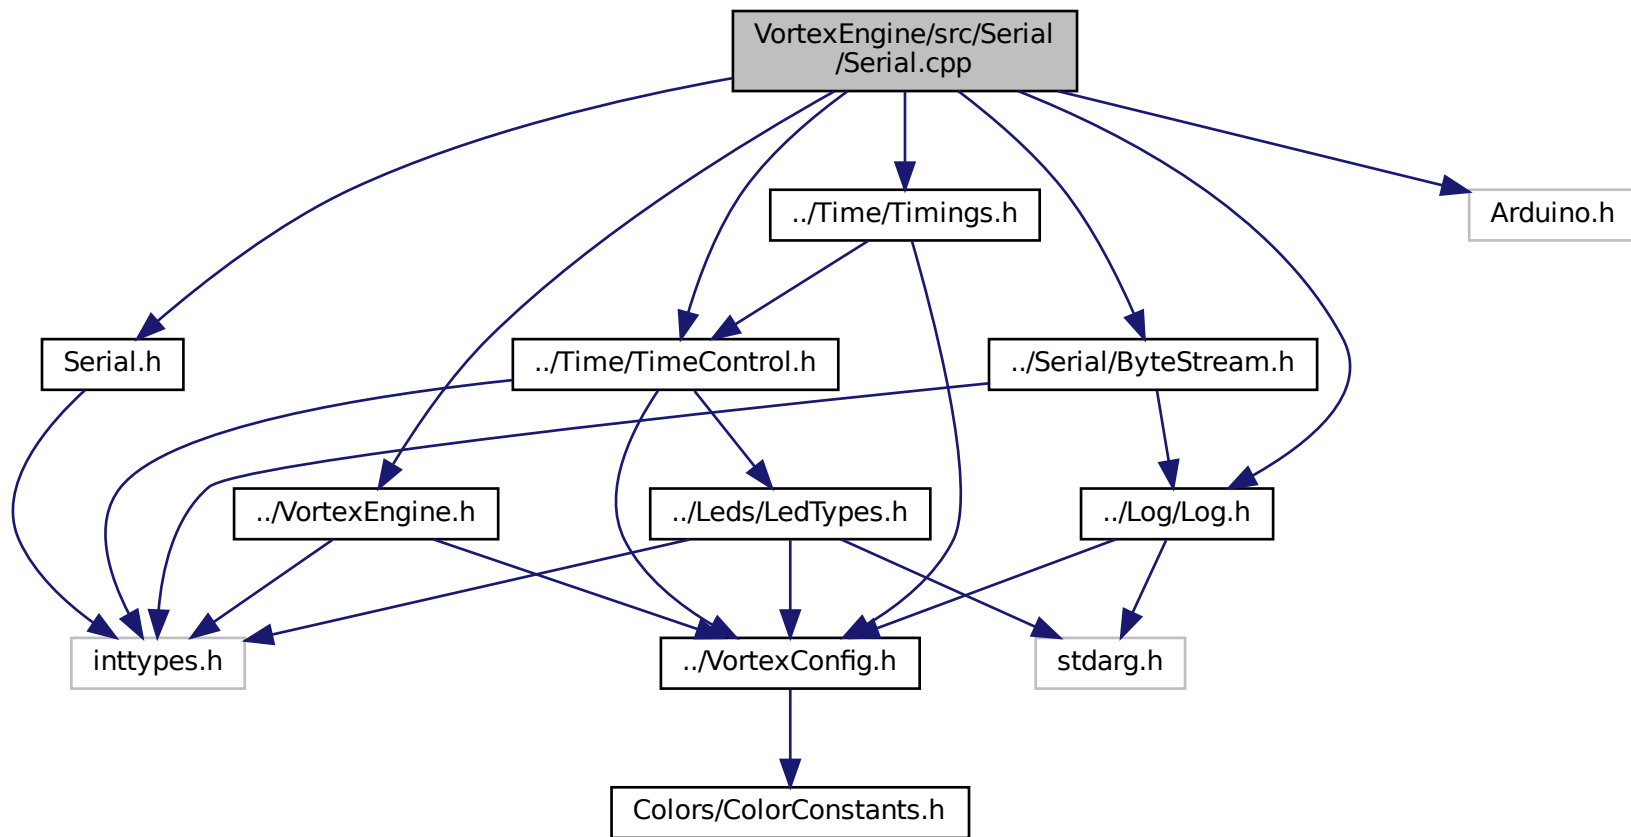 VortexEngine/src/Serial
/Serial.cpp
../Time/Timings.h
Arduino.h
Serial.h
../Time/TimeControl.h
../Serial/ByteStream.h
../VortexEngine.h
../Leds/LedTypes.h
../Log/Log.h
inttypes.h
../VortexConfig.h
stdarg.h
Colors/ColorConstants.h